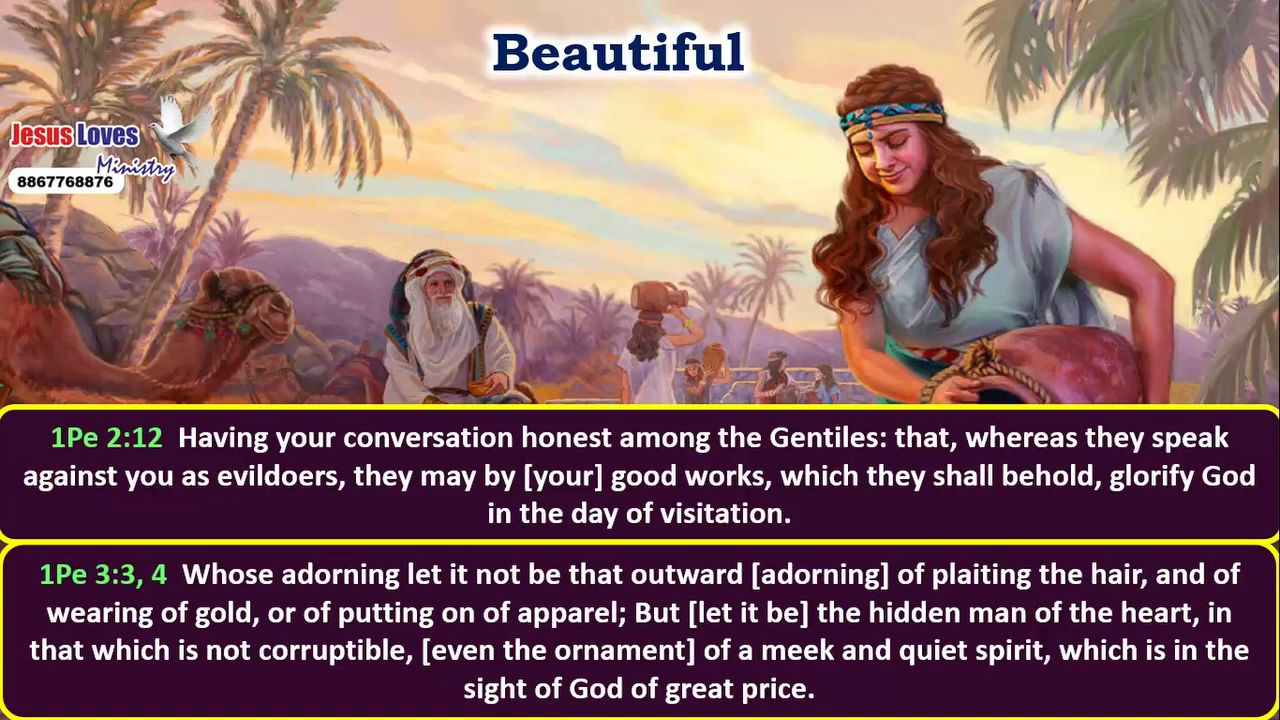 Beautiful
Jesus Loves
Ministry
8867768876
1Pe 2:12 Having your conversation honest among the Gentiles: that, whereas they speak
against you as evildoers, they may by [your] good works, which they shall behold, glorify God
in the day of visitation.
1Pe 3:3, 4 Whose adorning let it not be that outward [adorning] of plaiting the hair, and of
wearing of gold, or of putting on of apparel; But [let it be] the hidden man of the heart, in
that which is not corruptible, [even the ornament] of a meek and quiet spirit, which is in the
sight of God of great price.